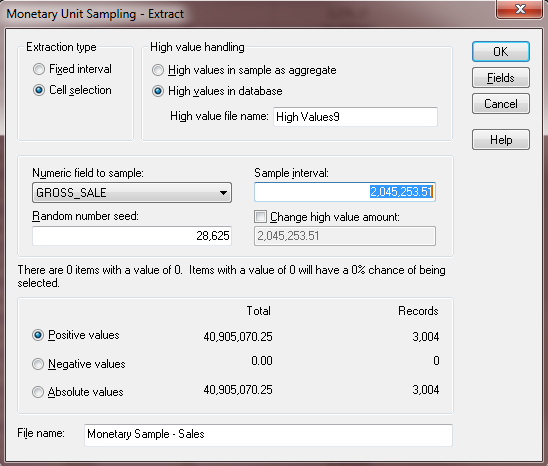 Monetary Unit Sampling - Extract
Extraction type
Fixed interval
Cell selection
High value handling
High values in sample as aggregate
High values in database
High value file name: High Values9
OK
Fields
Cancel
Help
Numeric field to sample:
GROSS_SALE
Random number seed:
28,625
Sample interval:
2,045,253.51
Change high value amount:
2,045,253.51
There are 0 items with a value of 0. Items with a value of 0 will have a 0% chance of being
selected.
Total Records
Positive values 40,905,070.25 3,004
Negative values 0.00 0
Absolute values 40,905,070.25 3,004
File name: Monetary Sample - Sales